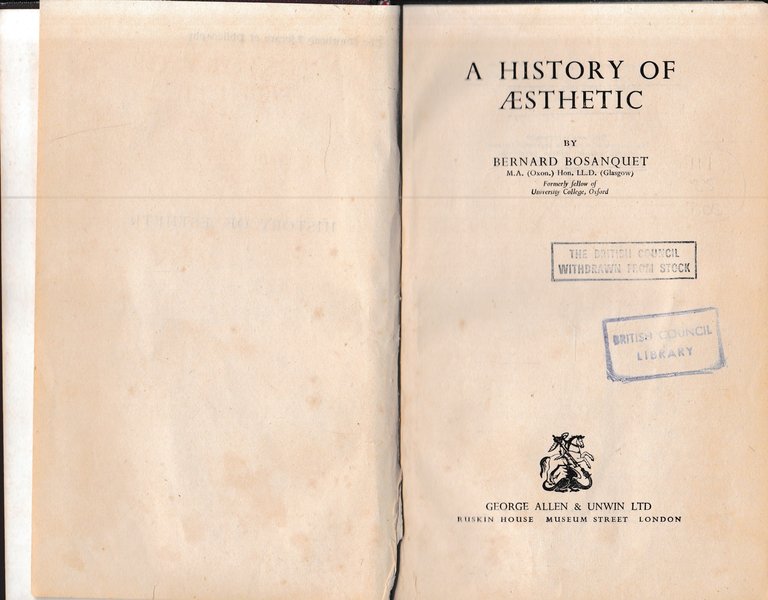 A HISTORY OF
ÆSTHETIC
BY
BERNARD BOSANQUET
M.A. (Oxon.) Hon. LL.D. (Glasgow)
Formerly fellow of
University College, Oxford
THE BRITISH COUNCIL
WITHDRAWN FROM STOCK
BRITISH COUNCIL
LIBRARY
GEORGE ALLEN & UNWIN LTD
RUSKIN HOUSE MUSEUM STREET LONDON